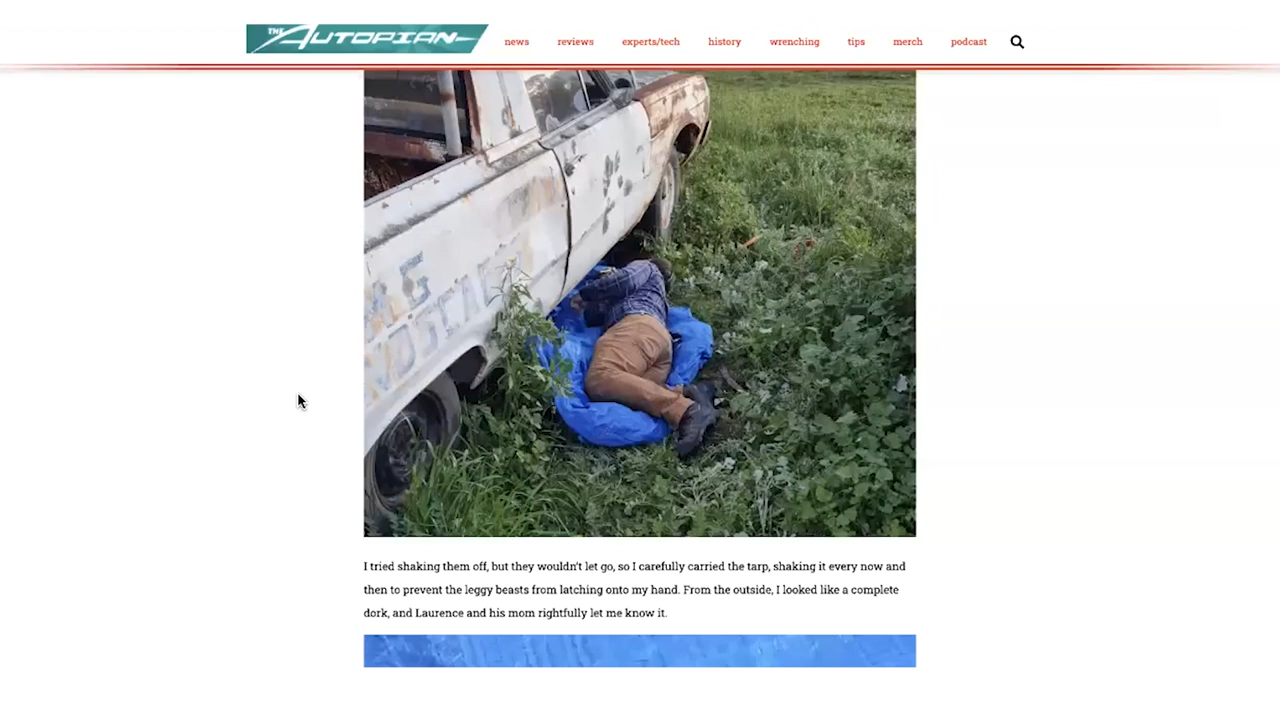 THE AUTOPIAN
news reviews experts/tech history wrenching tips merch podcast
I tried shaking them off, but they wouldn't let go, so I carefully carried the tarp, shaking it every now and
then to prevent the leggy beasts from latching onto my hand. From the outside, I looked like a complete
dork, and Laurence and his mom rightfully let me know it.